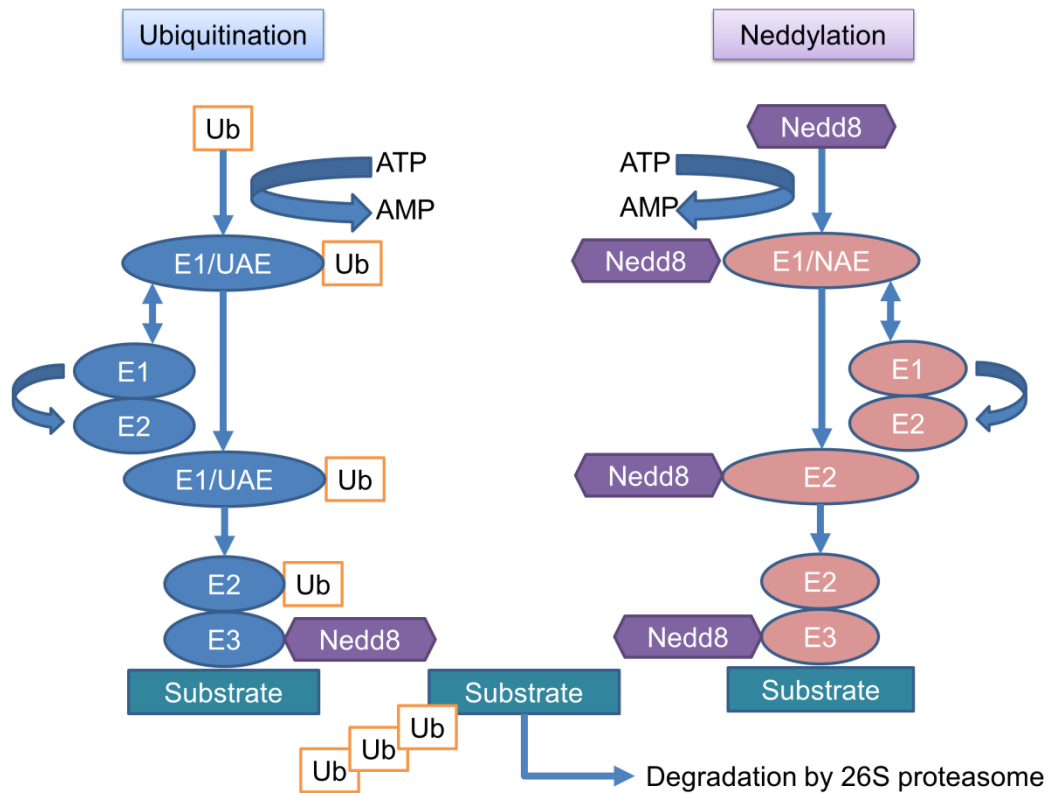 Ubiquitination
Neddylation
Ub
ATP
AMP
E1/UAE
Ub
E1
E2
E1/UAE
Ub
E2
Ub
E3
Nedd8
Substrate
Nedd8
ATP
AMP
Nedd8
E1/NAE
E1
E2
Nedd8
E2
E2
Nedd8
E3
Substrate
Substrate
Ub
Ub
Ub
Degradation by 26S proteasome